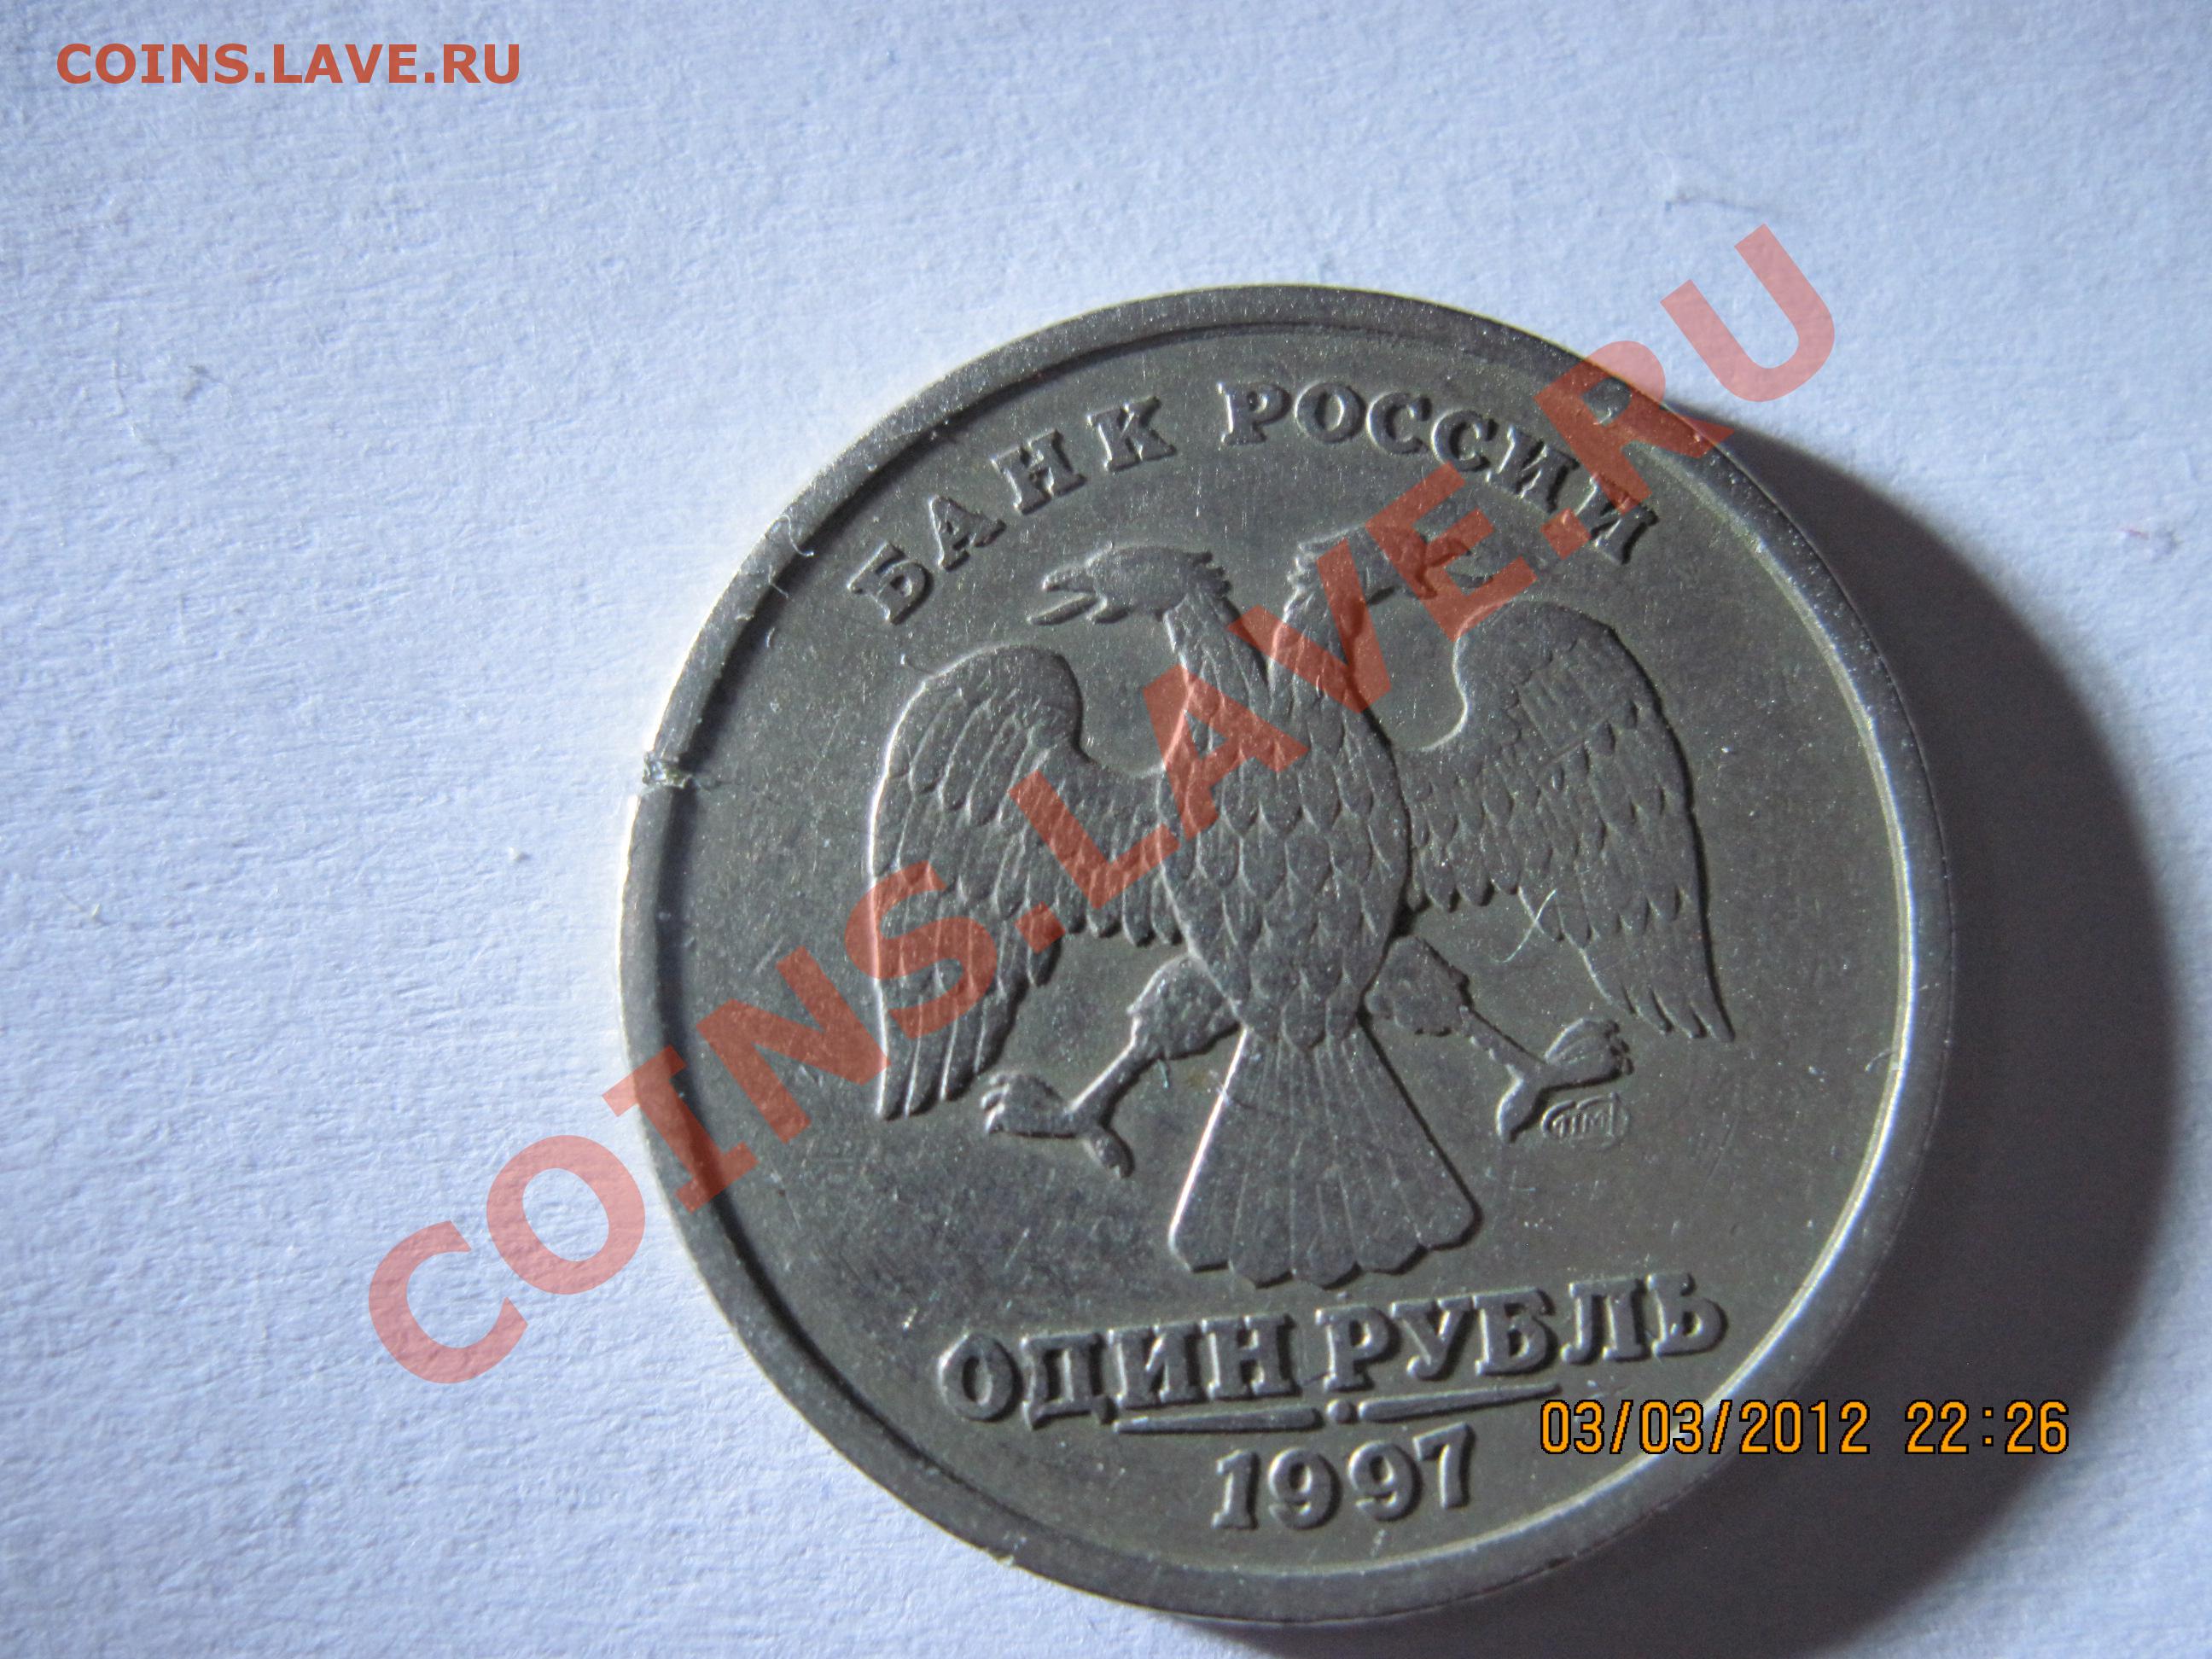 COINS.LAVE.RU
БАНК РОССИИ
COINS.LAVE.RU
ОДИН РУБЛЬ
03/03/2012 22:26
1997